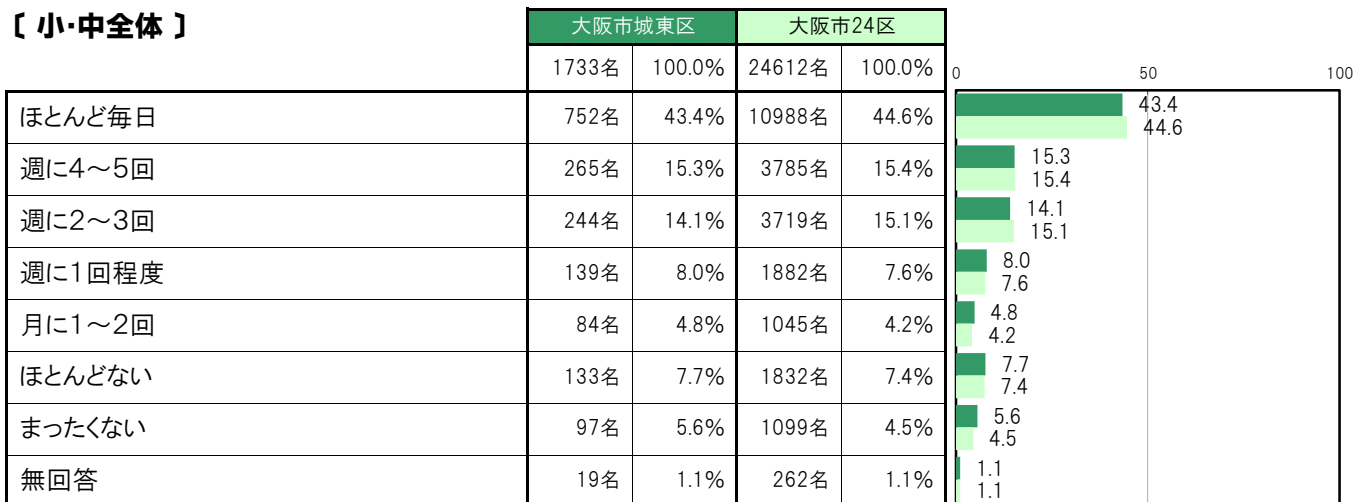 〔 小・中全体 〕
大阪市城東区 大阪市24区
1733名 100.0% 24612名 100.0% 0 50 100
ほとんど毎日 752名 43.4% 10988名 44.6% 43.4
44.6
週に4～5回 265名 15.3% 3785名 15.4% 15.3
15.4
週に2～3回 244名 14.1% 3719名 15.1% 14.1
15.1
週に1回程度 139名 8.0% 1882名 7.6% 8.0
7.6
月に1～2回 84名 4.8% 1045名 4.2% 4.8
4.2
ほとんどない 133名 7.7% 1832名 7.4% 7.7
7.4
まったくない 97名 5.6% 1099名 4.5% 5.6
4.5
無回答 19名 1.1% 262名 1.1% 1.1
1.1